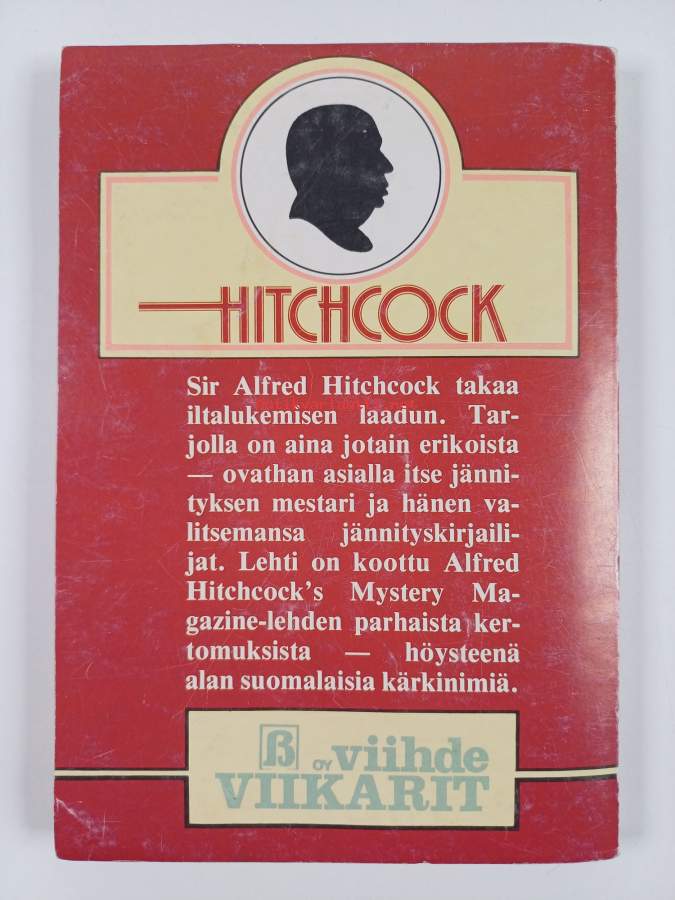 HITCHCOCK
Sir Alfred Hitchcock takaa
iltalukemisen laadun. Tar-
jolla on aina jotain erikoista
— ovathan asialla itse jänni-
tyksen mestari ja hänen va-
litsemansa jännityskirjaili-
jat. Lehti on koottu Alfred
Hitchcock's Mystery Ma-
gazine-lehden parhaista ker-
tomuksista — höysteenä
alan suomalaisia kärkinimiä.
ß OY viihde
VIIKARIT